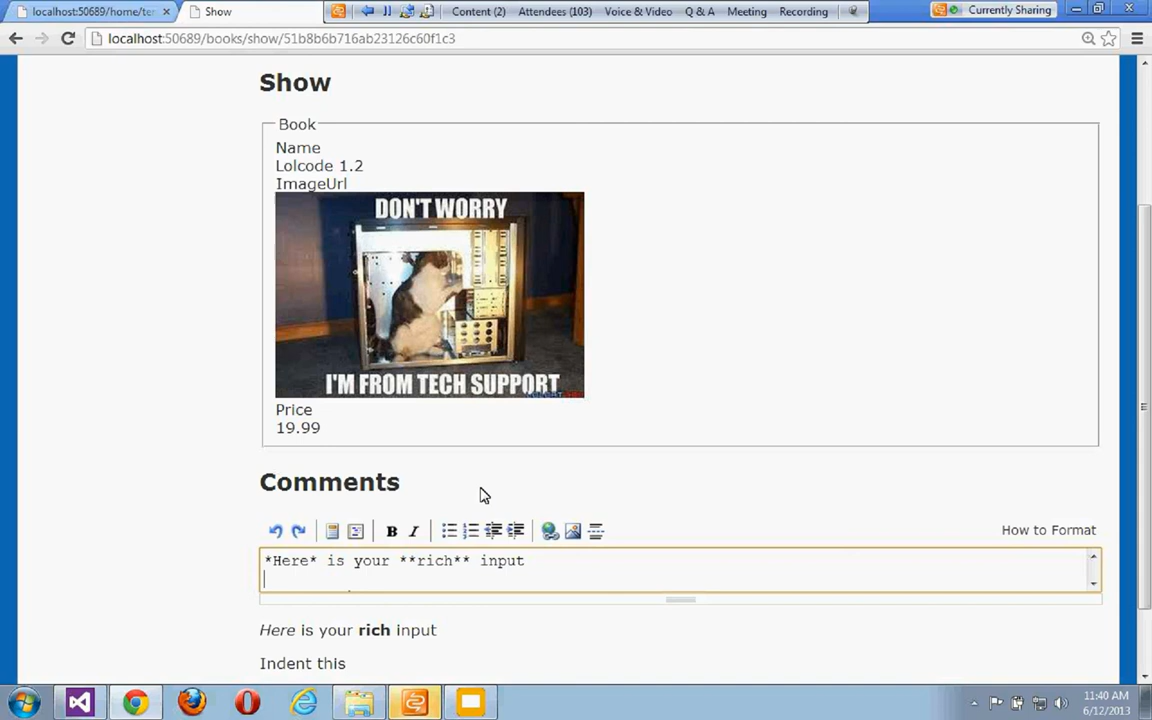 localhost:50689/home/ter
Show
Content (2)
Attendees (103)
Voice & Video
Q & A
Meeting
Recording
Currently Sharing
localhost:50689/books/show/51b8b6b716ab23126c60f1c3
Show
Book
Name
Lolcode 1.2
ImageUrl
DON'T WORRY
I'M FROM TECH SUPPORT
Price
19.99
Comments
B I
How to Format
*Here* is your **rich** input
Here is your rich input
Indent this
11:40 AM
6/12/2013